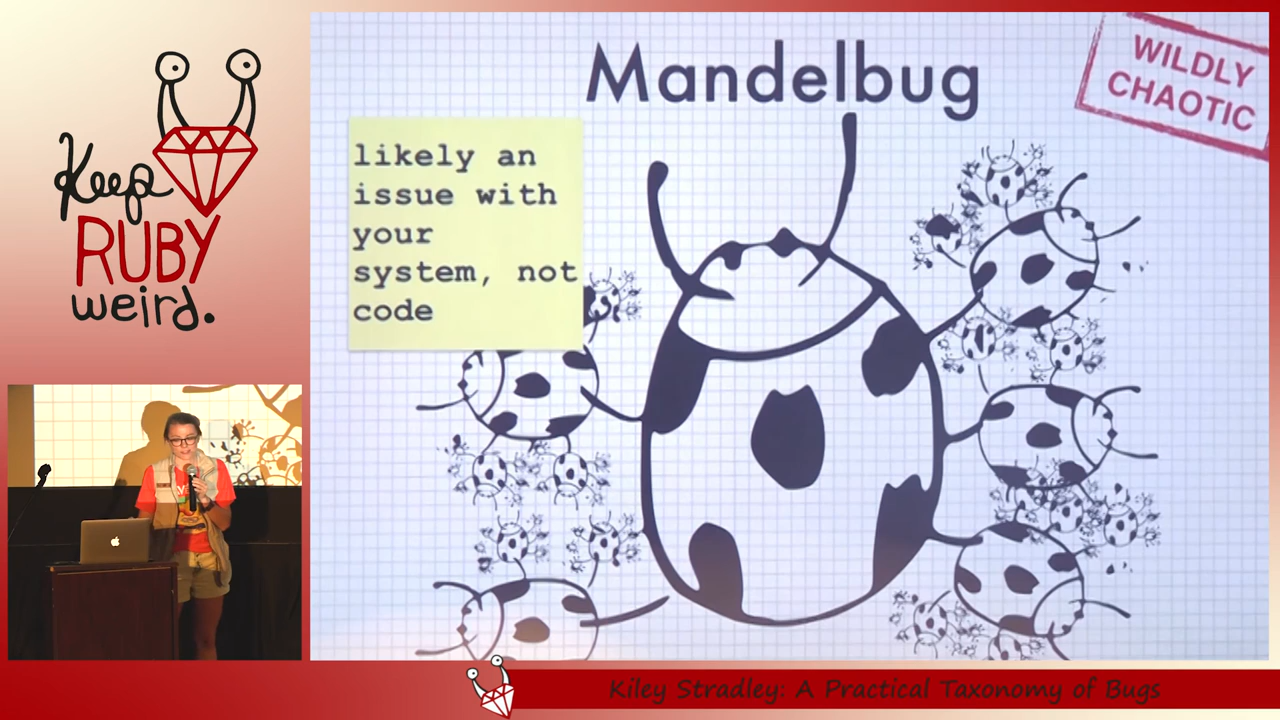 Keep
RUBY
weird.
Mandelbug
WILDLY
CHAOTIC
likely an
issue with
your
system, not
code
Kiley Stradley: A Practical Taxonomy of Bugs